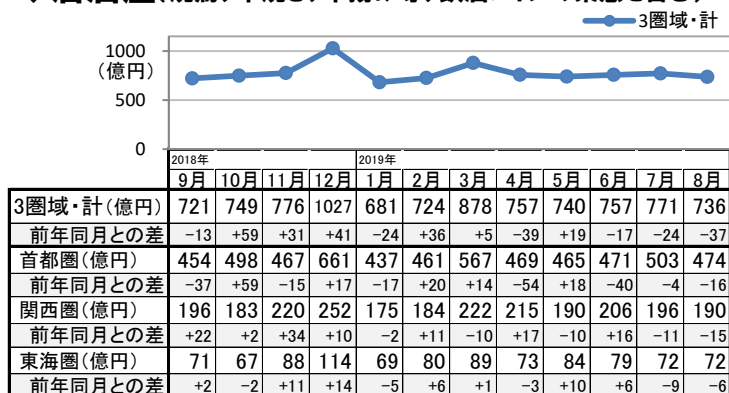 3圏域・計
1000
(億円)
500
0
2018年 2019年
9月 10月 11月 12月 1月 2月 3月 4月 5月 6月 7月 8月
3圏域・計(億円) 721 749 776 1027 681 724 878 757 740 757 771 736
前年同月との差 −13 +59 +31 +41 −24 +36 +5 −39 +19 −17 −24 −37
首都圏(億円) 454 498 467 661 437 461 567 469 465 471 503 474
前年同月との差 −37 +59 −15 +17 −17 +20 +14 −54 +18 −40 −4 −16
関西圏(億円) 196 183 220 252 175 184 222 215 190 206 196 190
前年同月との差 +22 +2 +34 +10 −2 +11 −10 +17 −10 +16 −11 −15
東海圏(億円) 71 67 88 114 69 80 89 73 84 79 72 72
前年同月との差 +2 −2 +11 +14 −5 +6 +1 −3 +10 +6 −9 −6